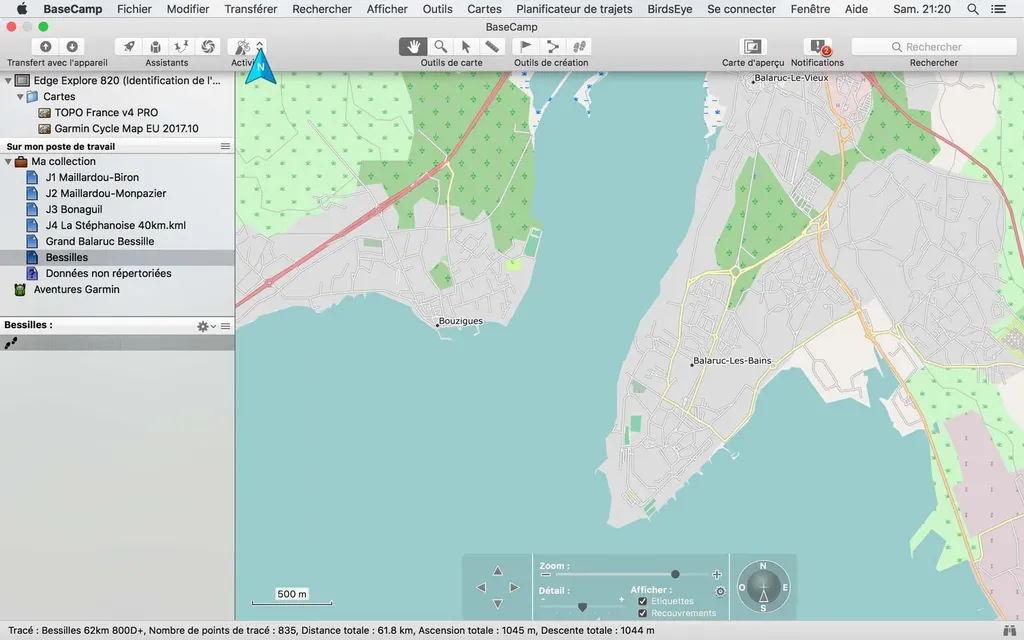 BaseCamp Fichier Modifier Transférer Rechercher Afficher Outils Cartes Planificateur de trajets BirdsEye Se connecter Fenêtre Aide Sam. 21:20
BaseCamp
2
Rechercher
Transfert avec l'appareil Assistants Outils de carte Outils de création Carte d'aperçu Notifications Rechercher
N
Edge Explore 820 (Identification de l'...
Cartes
TOPO France v4 PRO
Garmin Cycle Map EU 2017.10
Sur mon poste de travail
Ma collection
J1 Maillardou-Biron
J2 Maillardou-Monpazier
J3 Bonaguil
J4 La Stéphanoise 40km.kml
Grand Balaruc Bessille
Bessilles
Données non répertoriées
Aventures Garmin
Bessilles :
Balaruc-Le-Vieux
Bouzigues
Balaruc-Les-Bains
500 m
Zoom :
Détail :
Afficher :
Etiquettes
Recouvrements
N
O E
S
Tracé : Bessilles 62km 800D+, Nombre de points de tracé : 835, Distance totale : 61.8 km, Ascension totale : 1045 m, Descente totale : 1044 m